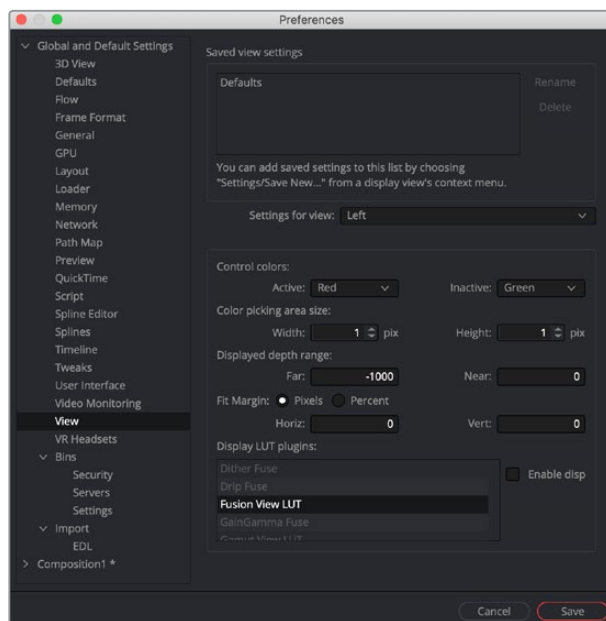 Preferences
Global and Default Settings
3D View
Defaults
Flow
Frame Format
General
GPU
Layout
Loader
Memory
Network
Path Map
Preview
QuickTime
Script
Spline Editor
Splines
Timeline
Tweaks
User Interface
Video Monitoring
View
VR Headsets
Bins
Security
Servers
Settings
Import
EDL
Composition1 *
Saved view settings
Defaults
Rename
Delete
You can add saved settings to this list by choosing
"Settings/Save New..." from a display view's context menu.
Settings for view: Left
Control colors:
Active: Red Inactive: Green
Color picking area size:
Width: 1 pix Height: 1 pix
Displayed depth range:
Far: -1000 Near: 0
Fit Margin: Pixels Percent
Horiz: 0 Vert: 0
Display LUT plugins:
Dither Fuse
Drip Fuse
Fusion View LUT
GainGamma Fuse
Gamut View LUT
Enable disp
Cancel Save